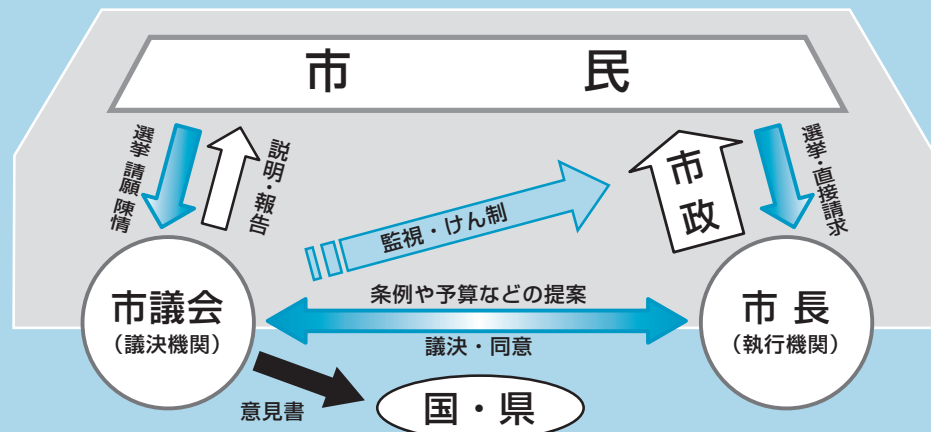 市　民
選挙 請願 陳情
説明・報告
監視・けん制
市政
選挙・直接請求
市議会
（議決機関）
条例や予算などの提案
議決・同意
市 長
（執行機関）
意見書
国・県